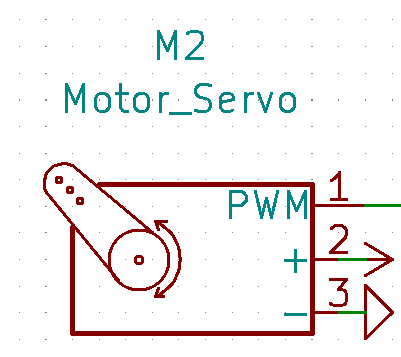 M2
Motor_Servo
PWM 1
+ 2
- 3